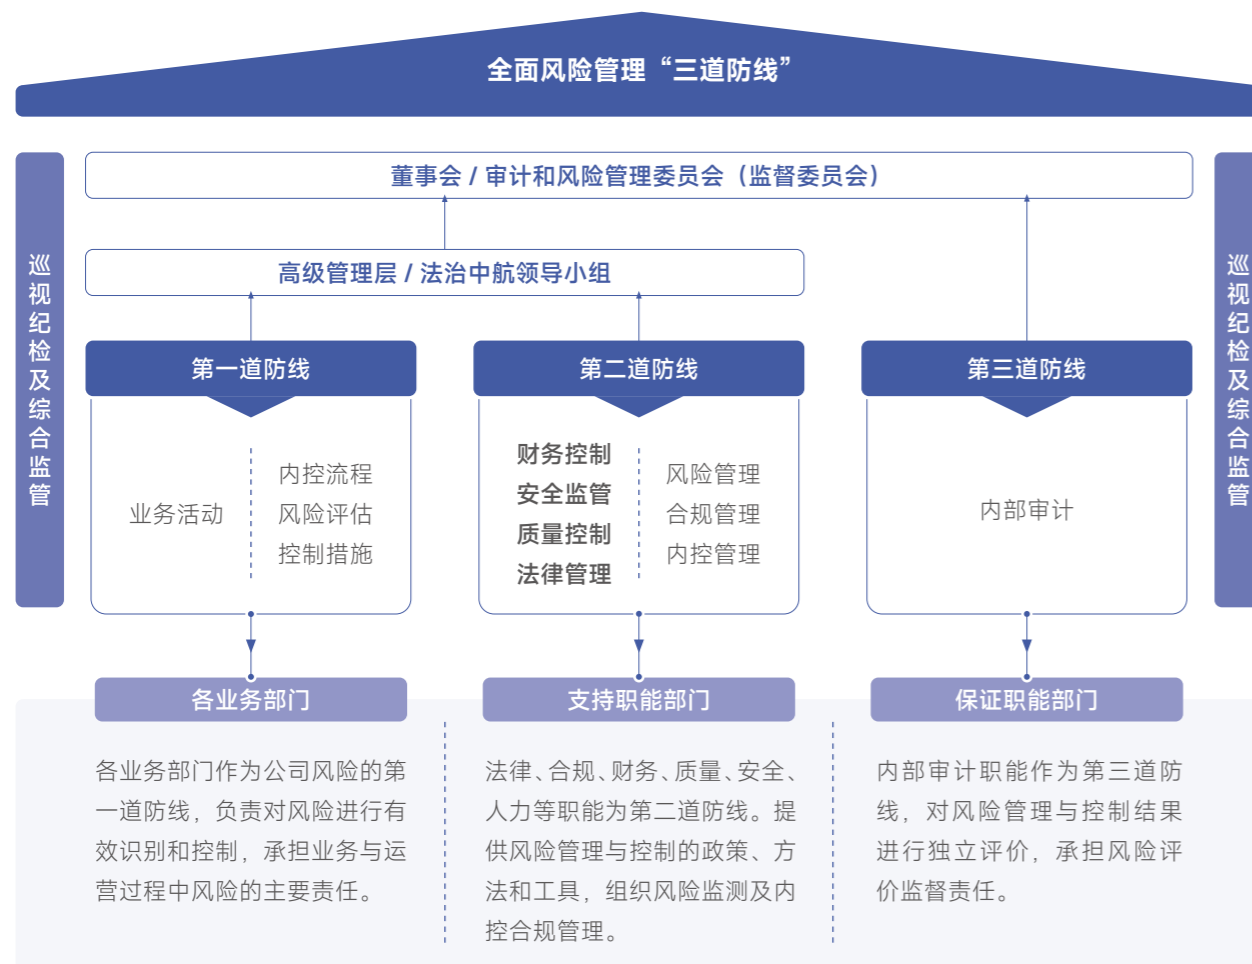 全面风险管理“三道防线”
董事会 / 审计和风险管理委员会（监督委员会）
巡视纪检及综合监管
巡视纪检及综合监管
高级管理层 / 法治中航领导小组
第一道防线
业务活动
内控流程
风险评估
控制措施
第二道防线
财务控制
安全监管
质量控制
法律管理
风险管理
合规管理
内控管理
第三道防线
内部审计
各业务部门
各业务部门作为公司风险的第
一道防线，负责对风险进行有
效识别和控制，承担业务与运
营过程中风险的主要责任。
支持职能部门
法律、合规、财务、质量、安全、
人力等职能为第二道防线。提
供风险管理与控制的政策、方
法和工具，组织风险监测及内
控合规管理。
保证职能部门
内部审计职能作为第三道防
线，对风险管理与控制结果
进行独立评价，承担风险评
价监督责任。